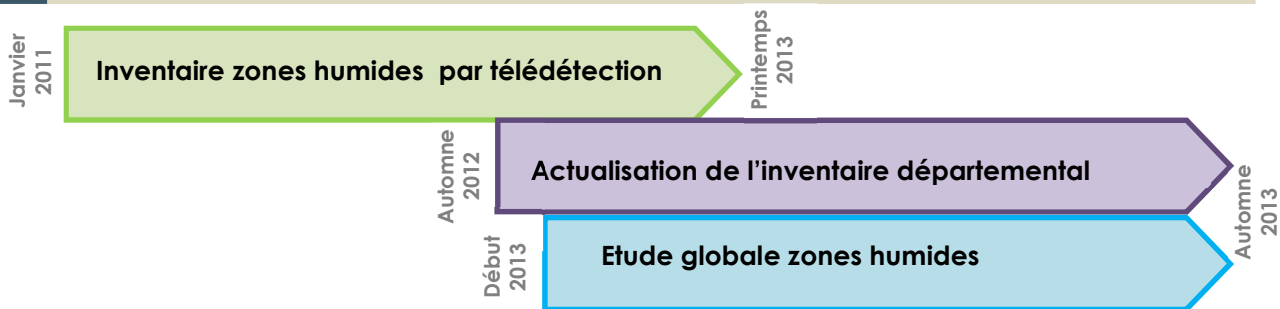 Janvier
2011
Inventaire zones humides par télédétection
Printemps
2013
Automne
2012
Actualisation de l'inventaire départemental
Automne
2013
Début
2013
Etude globale zones humides